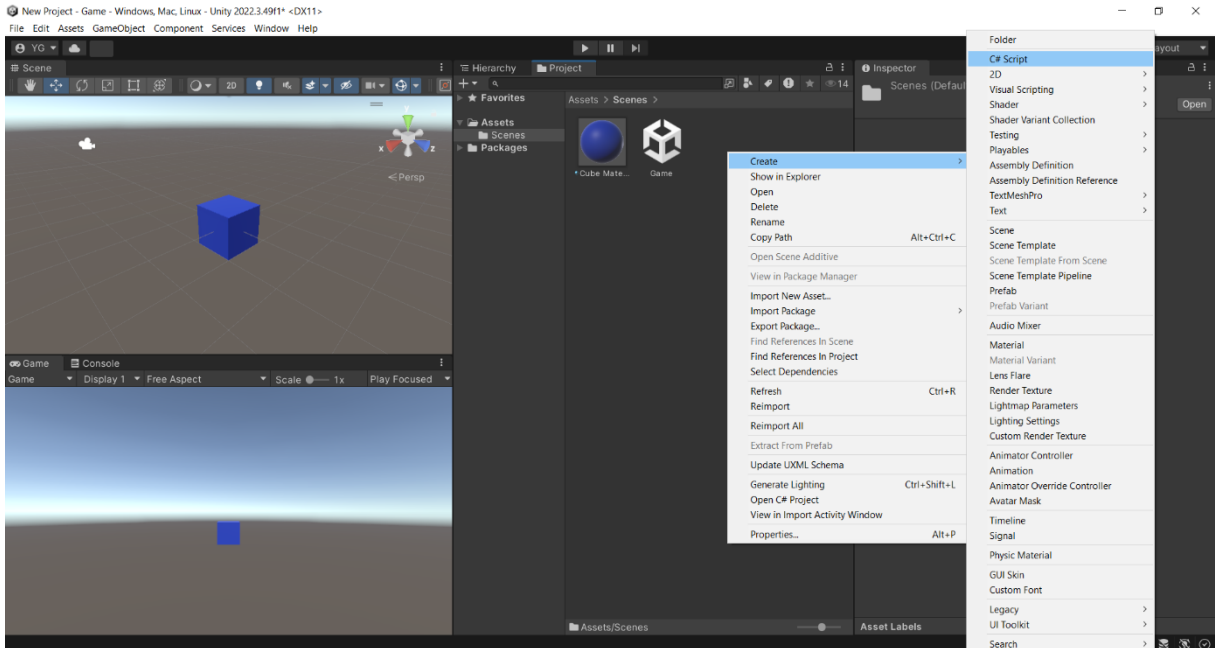 New Project - Game - Windows, Mac, Linux - Unity 2022.3.49f1* <DX11>
File Edit Assets GameObject Component Services Window Help
YG
Layout
Scene
2D
Persp
x
y
z
Hierarchy
Project
14
Favorites
Assets
Scenes
Packages
Assets > Scenes >
*Cube Mate...
Game
Inspector
Scenes (Defaul
Open
Game
Console
Game Display 1 Free Aspect Scale 1x Play Focused
Assets/Scenes
Asset Labels
Create
Show in Explorer
Open
Delete
Rename
Copy Path Alt+Ctrl+C
Open Scene Additive
View in Package Manager
Import New Asset...
Import Package
Export Package...
Find References In Scene
Find References In Project
Select Dependencies
Refresh Ctrl+R
Reimport
Reimport All
Extract From Prefab
Update UXML Schema
Generate Lighting Ctrl+Shift+L
Open C# Project
View in Import Activity Window
Properties... Alt+P
Folder
C# Script
2D
Visual Scripting
Shader
Shader Variant Collection
Testing
Playables
Assembly Definition
Assembly Definition Reference
TextMeshPro
Text
Scene
Scene Template
Scene Template From Scene
Scene Template Pipeline
Prefab
Prefab Variant
Audio Mixer
Material
Material Variant
Lens Flare
Render Texture
Lightmap Parameters
Lighting Settings
Custom Render Texture
Animator Controller
Animation
Animator Override Controller
Avatar Mask
Timeline
Signal
Physic Material
GUI Skin
Custom Font
Legacy
UI Toolkit
Search